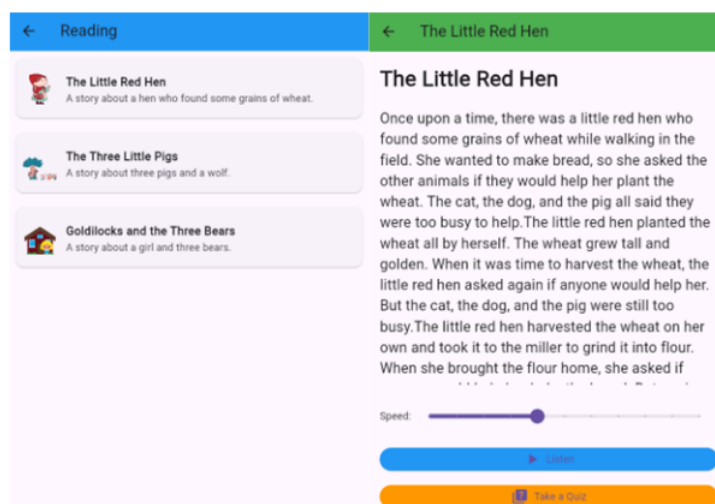 Reading
The Little Red Hen
A story about a hen who found some grains of wheat.
The Three Little Pigs
A story about three pigs and a wolf.
Goldilocks and the Three Bears
A story about a girl and three bears.
The Little Red Hen
The Little Red Hen
Once upon a time, there was a little red hen who
found some grains of wheat while walking in the
field. She wanted to make bread, so she asked the
other animals if they would help her plant the
wheat. The cat, the dog, and the pig all said they
were too busy to help.The little red hen planted the
wheat all by herself. The wheat grew tall and
golden. When it was time to harvest the wheat, the
little red hen asked again if anyone would help her.
But the cat, the dog, and the pig were still too
busy.The little red hen harvested the wheat on her
own and took it to the miller to grind it into flour.
When she brought the flour home, she asked if
Speed:
Listen
Take a Quiz